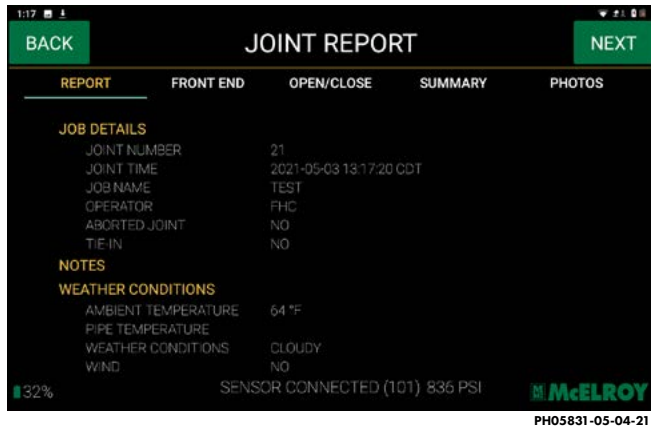 1:17
BACK JOINT REPORT NEXT
REPORT FRONT END OPEN/CLOSE SUMMARY PHOTOS
JOB DETAILS
JOINT NUMBER 21
JOINT TIME 2021-05-03 13:17:20 CDT
JOB NAME TEST
OPERATOR FHC
ABORTED JOINT NO
TIE-IN NO
NOTES
WEATHER CONDITIONS
AMBIENT TEMPERATURE 64 °F
PIPE TEMPERATURE
WEATHER CONDITIONS CLOUDY
WIND NO
32% SENSOR CONNECTED (101) 836 PSI McELROY
PH05831-05-04-21